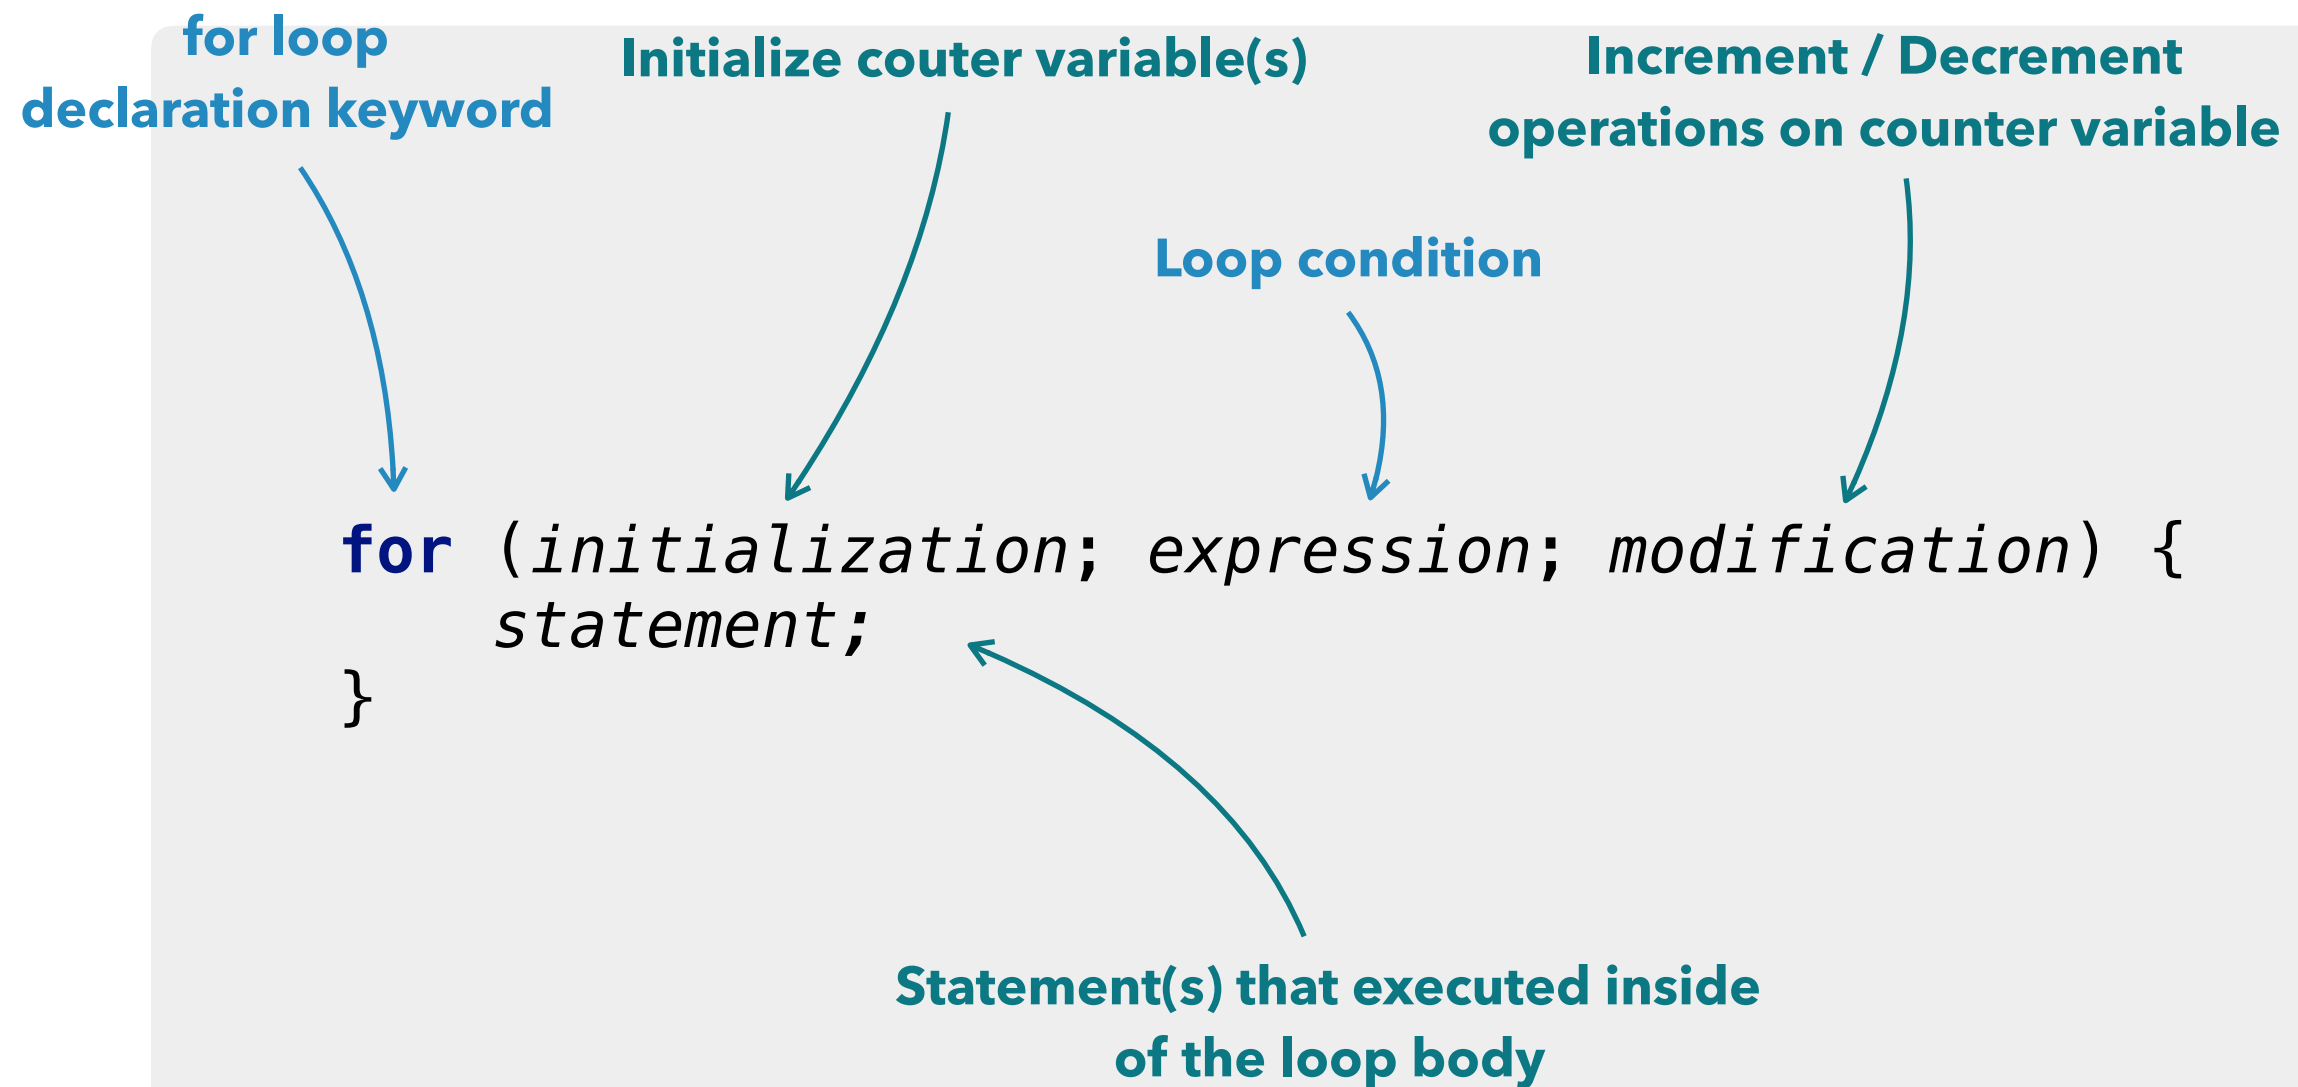 for loop
declaration keyword
Initialize couter variable(s)
Increment / Decrement
operations on counter variable
Loop condition
for (initialization; expression; modification) {
statement;
}
Statement(s) that executed inside
of the loop body